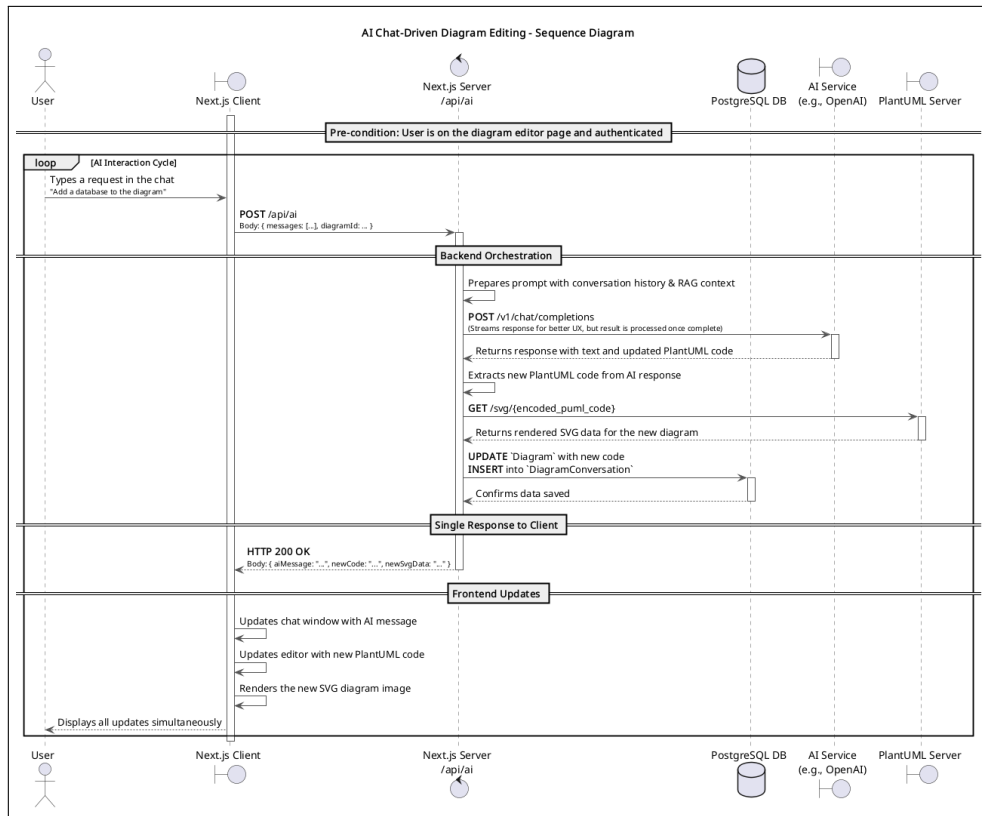 AI Chat-Driven Diagram Editing - Sequence Diagram
User
Next.js Client
Next.js Server
/api/ai
PostgreSQL DB
AI Service
(e.g., OpenAI)
PlantUML Server
Pre-condition: User is on the diagram editor page and authenticated
loop [AI Interaction Cycle]
Types a request in the chat
"Add a database to the diagram"
POST /api/ai
Body: { messages: [...], diagramId: ... }
Backend Orchestration
Prepares prompt with conversation history & RAG context
POST /v1/chat/completions
(Streams response for better UX, but result is processed once complete)
Returns response with text and updated PlantUML code
Extracts new PlantUML code from AI response
GET /svg/{encoded_puml_code}
Returns rendered SVG data for the new diagram
UPDATE `Diagram` with new code
INSERT into `DiagramConversation`
Confirms data saved
Single Response to Client
HTTP 200 OK
Body: { aiMessage: "...", newCode: "...", newSvgData: "..." }
Frontend Updates
Updates chat window with AI message
Updates editor with new PlantUML code
Renders the new SVG diagram image
Displays all updates simultaneously
User
Next.js Client
Next.js Server
/api/ai
PostgreSQL DB
AI Service
(e.g., OpenAI)
PlantUML Server